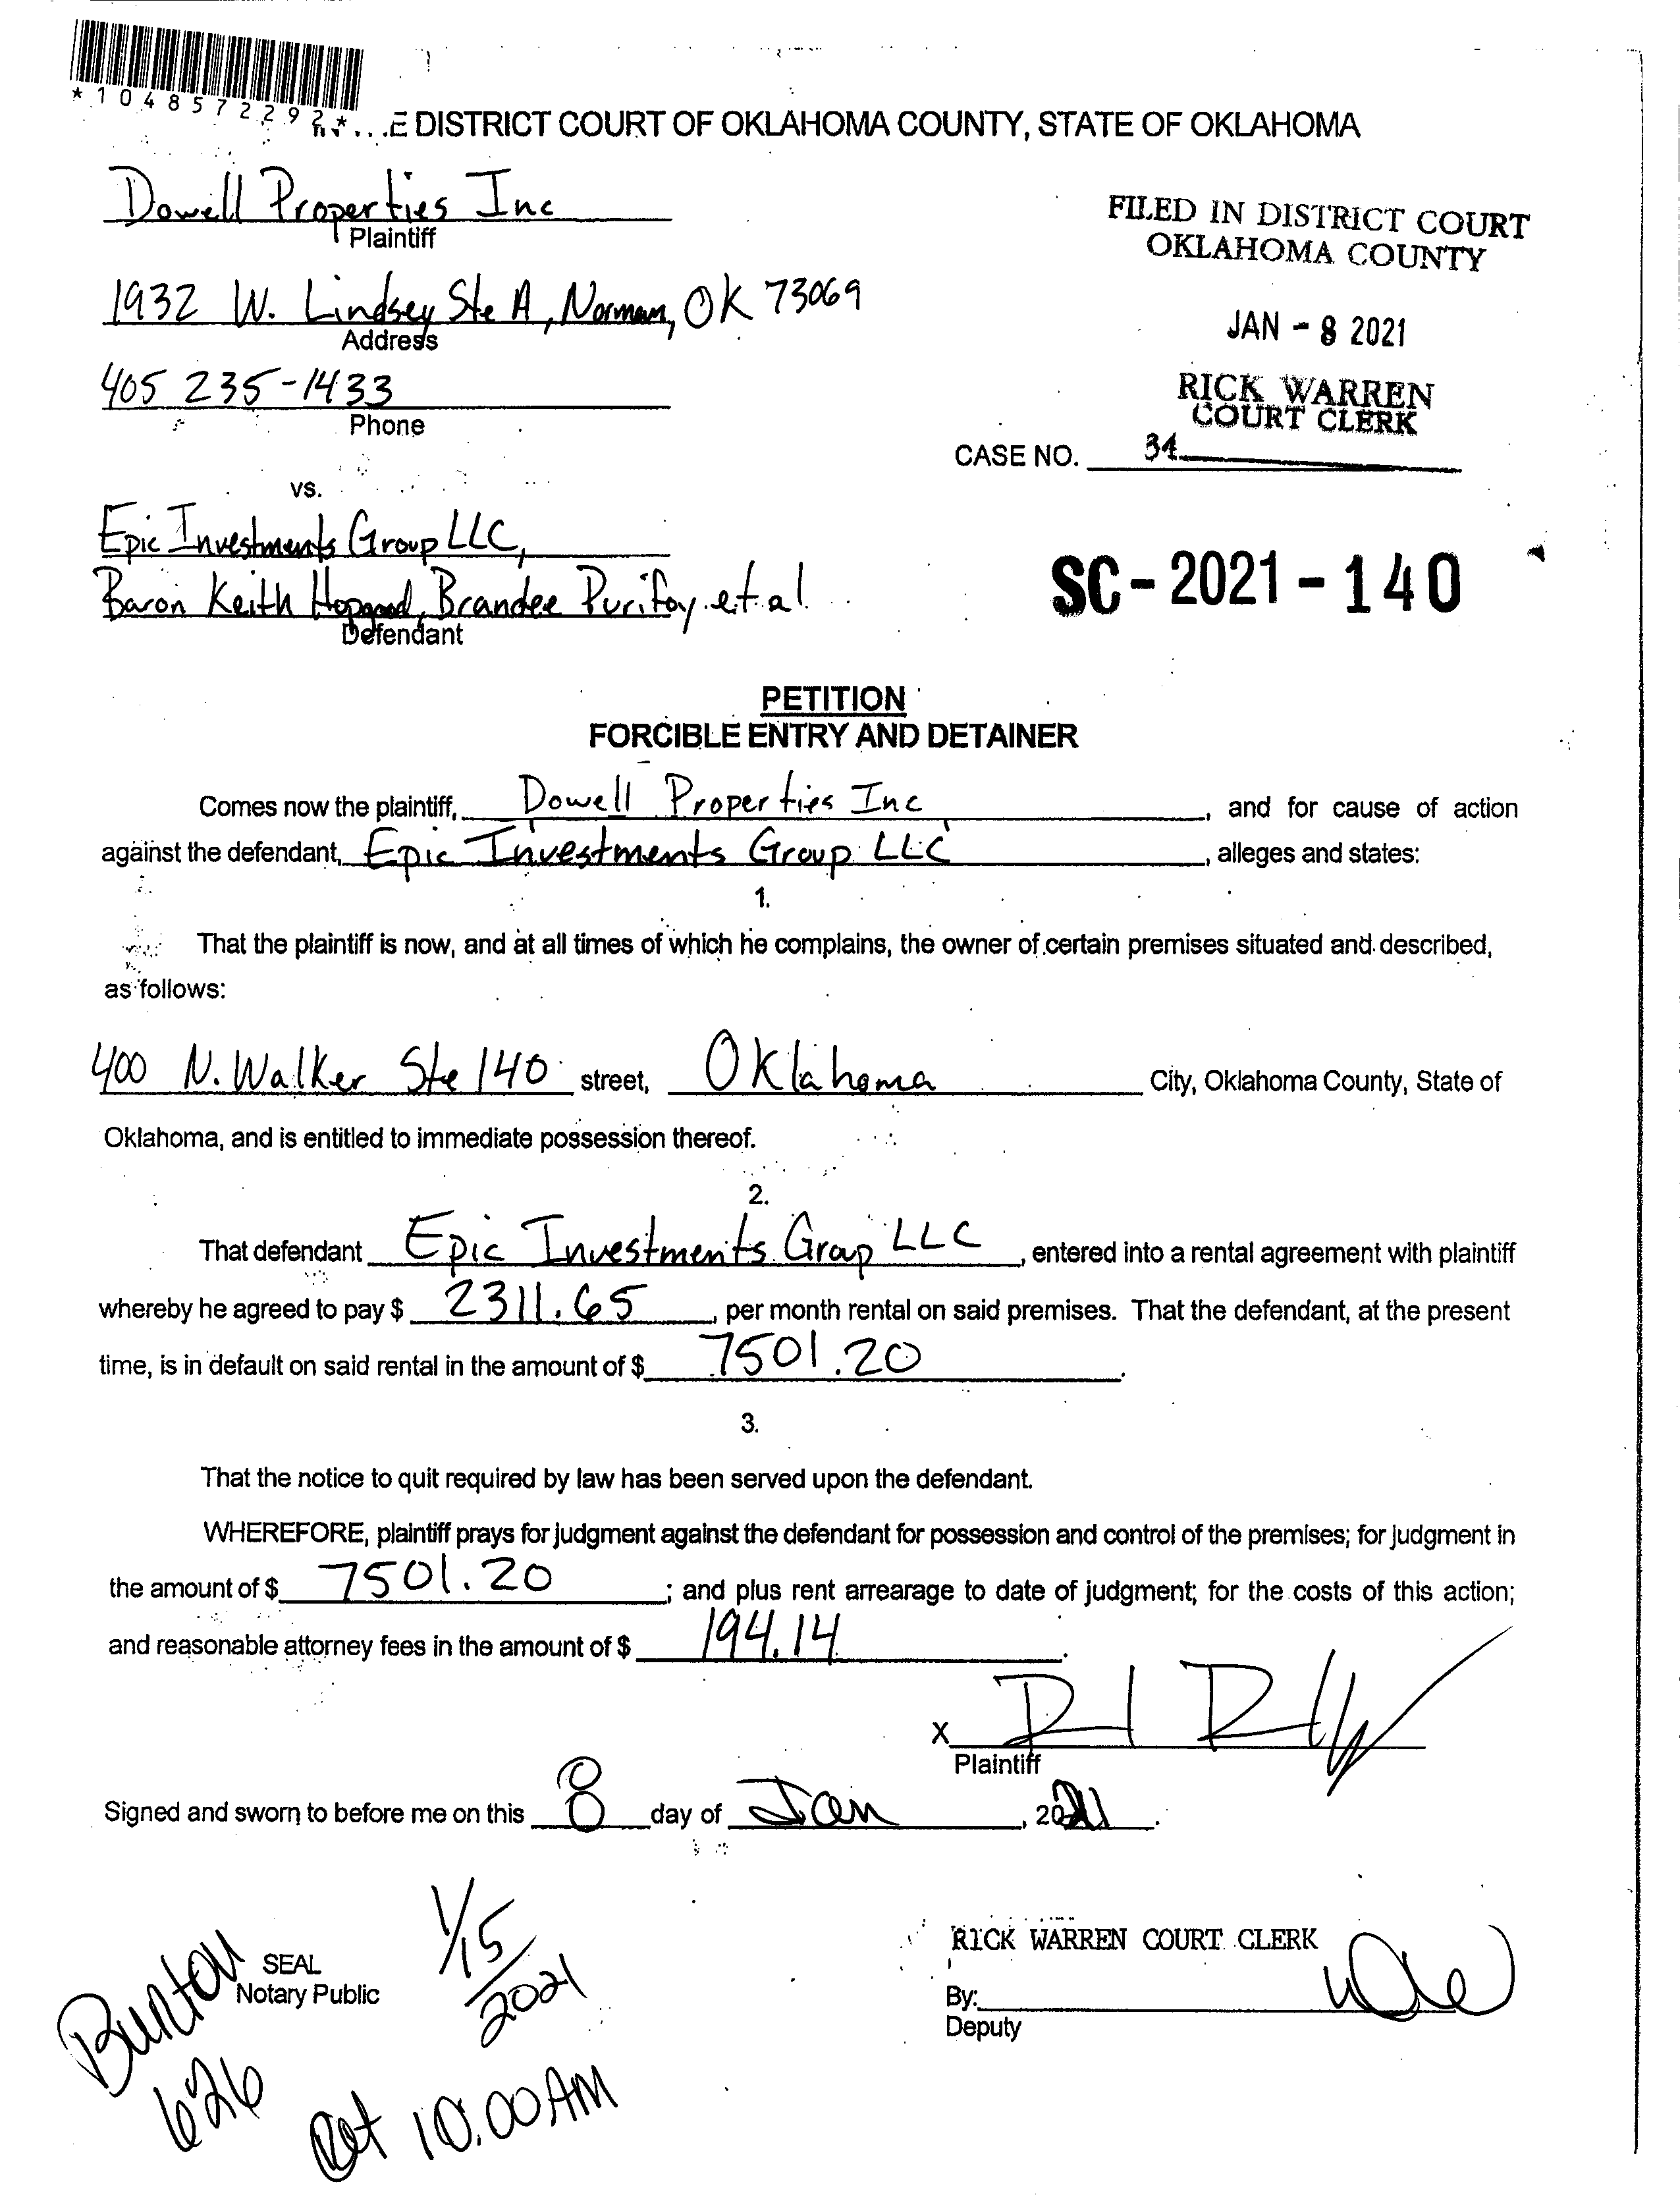 *1048572292*
E DISTRICT COURT OF OKLAHOMA COUNTY, STATE OF OKLAHOMA
Dowell Properties Inc
Plaintiff
FILED IN DISTRICT COURT
OKLAHOMA COUNTY
1932 W. Lindsey Ste A, Norman, OK 73069
Address
JAN - 8 2021
405 235-1433
Phone
RICK WARREN
COURT CLERK
CASE NO. 34
vs.
Epic Investments Group LLC,
Baron Keith Hopgood, Brandee Purifoy et al
Defendant
SC-2021-140
PETITION
FORCIBLE ENTRY AND DETAINER
Comes now the plaintiff, Dowell Properties Inc, and for cause of action
against the defendant, Epic Investments Group LLC, alleges and states:
1.
That the plaintiff is now, and at all times of which he complains, the owner of certain premises situated and described,
as follows:
400 N. Walker Ste 140 street, Oklahoma City, Oklahoma County, State of
Oklahoma, and is entitled to immediate possession thereof.
2.
That defendant Epic Investments Group LLC, entered into a rental agreement with plaintiff
whereby he agreed to pay $ 2311.65, per month rental on said premises. That the defendant, at the present
time, is in default on said rental in the amount of $ 7501.20.
3.
That the notice to quit required by law has been served upon the defendant.
WHEREFORE, plaintiff prays for judgment against the defendant for possession and control of the premises; for judgment in
the amount of $ 7501.20; and plus rent arrearage to date of judgment; for the costs of this action;
and reasonable attorney fees in the amount of $ 194.14.
X
Plaintiff
Signed and sworn to before me on this 8 day of Jan, 2021.
SEAL
Notary Public
Burton
626
1/15/2021
at 10:00 AM
RICK WARREN COURT CLERK
By:
Deputy